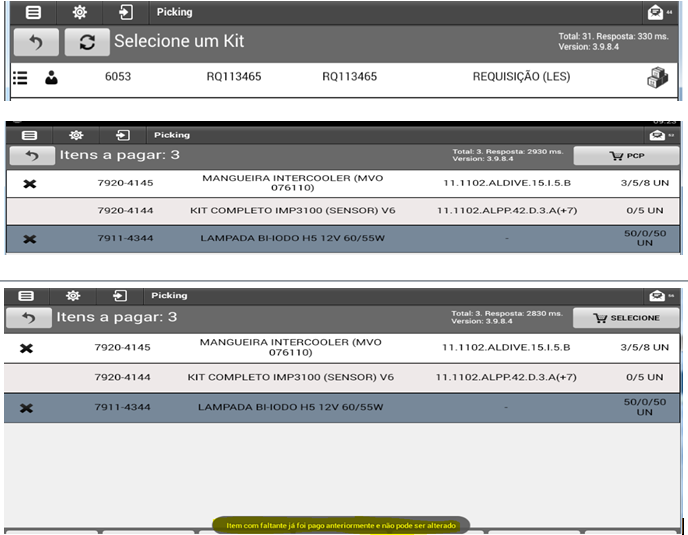 Picking
Selecione um Kit
Total: 31. Resposta: 330 ms.
Version: 3.9.8.4
6053 RQ113465 RQ113465 REQUISIÇÃO (LES)
Picking
Itens a pagar: 3
Total: 3. Resposta: 2930 ms.
Version: 3.9.8.4
PCP
7920-4145 MANGUEIRA INTERCOOLER (MVO
076110) 11.1102.ALDIVE.15.I.5.B 3/5/8 UN
7920-4144 KIT COMPLETO IMP3100 (SENSOR) V6 11.1102.ALPP.42.D.3.A(+7) 0/5 UN
7911-4344 LAMPADA BI-IODO H5 12V 60/55W - 50/0/50
UN
Picking
Itens a pagar: 3
Total: 3. Resposta: 2830 ms.
Version: 3.9.8.4
SELECIONE
7920-4145 MANGUEIRA INTERCOOLER (MVO
076110) 11.1102.ALDIVE.15.I.5.B 3/5/8 UN
7920-4144 KIT COMPLETO IMP3100 (SENSOR) V6 11.1102.ALPP.42.D.3.A(+7) 0/5 UN
7911-4344 LAMPADA BI-IODO H5 12V 60/55W - 50/0/50
UN
Item com faltante já foi pago anteriormente e não pode ser alterado